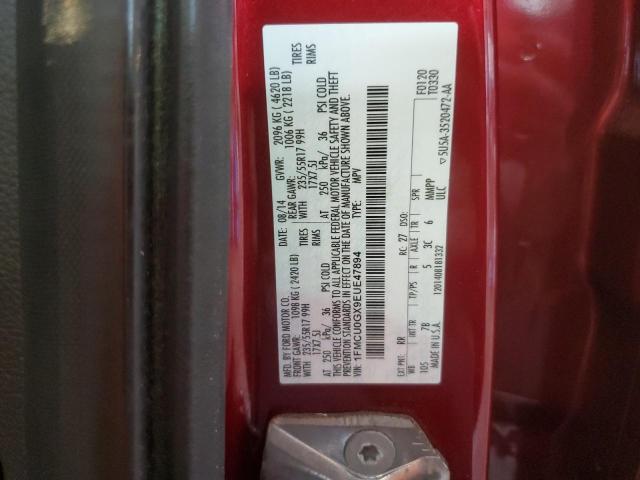 MFD. BY FORD MOTOR CO. DATE: 08/14 GVWR: 2096 KG ( 4620 LB)
FRONT GAWR: 1098 KG ( 2420 LB) REAR GAWR: 1006 KG ( 2218 LB)
WITH 235/55R17 99H TIRES WITH 235/55R17 99H TIRES
17X7.5J RIMS 17X7.5J RIMS
AT 250 kPa/ 36 PSI COLD AT 250 kPa/ 36 PSI COLD
THIS VEHICLE CONFORMS TO ALL APPLICABLE FEDERAL MOTOR VEHICLE SAFETY AND THEFT
PREVENTION STANDARDS IN EFFECT ON THE DATE OF MANUFACTURE SHOWN ABOVE.
VIN: 1FMCU0GX9EUE47894 TYPE: MPV
EXT PNT: RR RC: 27 DSO: F0120
T0330
WB INT TR TP/PS R AXLE TR SPR
105 7B 5 3C 6 MMPP
ULC
MADE IN U.S.A. 5U5A-3520472-AA
1201408181332